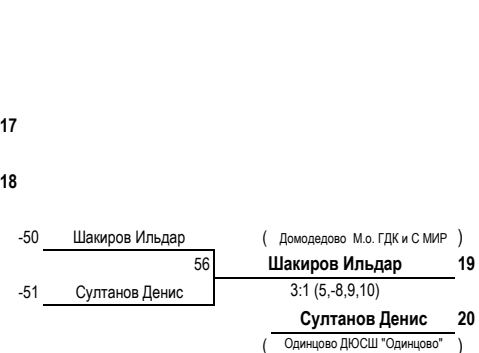 17
18
-50 Шакиров Ильдар ( Домодедово М.о. ГДК и С МИР )
56 Шакиров Ильдар 19
-51 Султанов Денис 3:1 (5,-8,9,10)
Султанов Денис 20
( Одинцово ДЮСШ "Одинцово" )